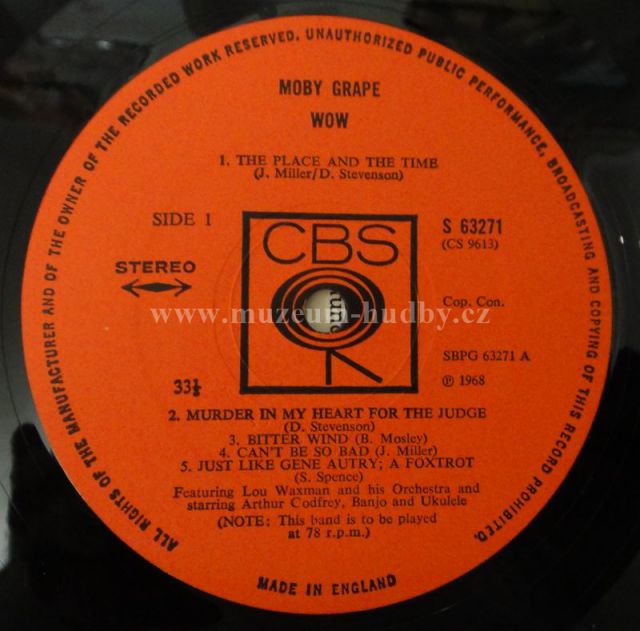 ALL RIGHTS OF THE MANUFACTURER AND OF THE OWNER OF THE RECORDED WORK RESERVED. UNAUTHORIZED PUBLIC PERFORMANCE, BROADCASTING AND COPYING OF THIS RECORD PROHIBITED.
MOBY GRAPE
WOW
1. THE PLACE AND THE TIME
(J. Miller/D. Stevenson)
SIDE 1
CBS
S 63271
(CS 9613)
STEREO
Cop. Con.
www.muzeum-hudby.cz
SBPG 63271 A
33⅓
℗ 1968
2. MURDER IN MY HEART FOR THE JUDGE
(D. Stevenson)
3. BITTER WIND (B. Mosley)
4. CAN'T BE SO BAD (J. Miller)
5. JUST LIKE GENE AUTRY; A FOXTROT
(S. Spence)
Featuring Lou Waxman and his Orchestra and
starring Arthur Godfrey, Banjo and Ukulele
(NOTE: This band is to be played
at 78 r.p.m.)
MADE IN ENGLAND